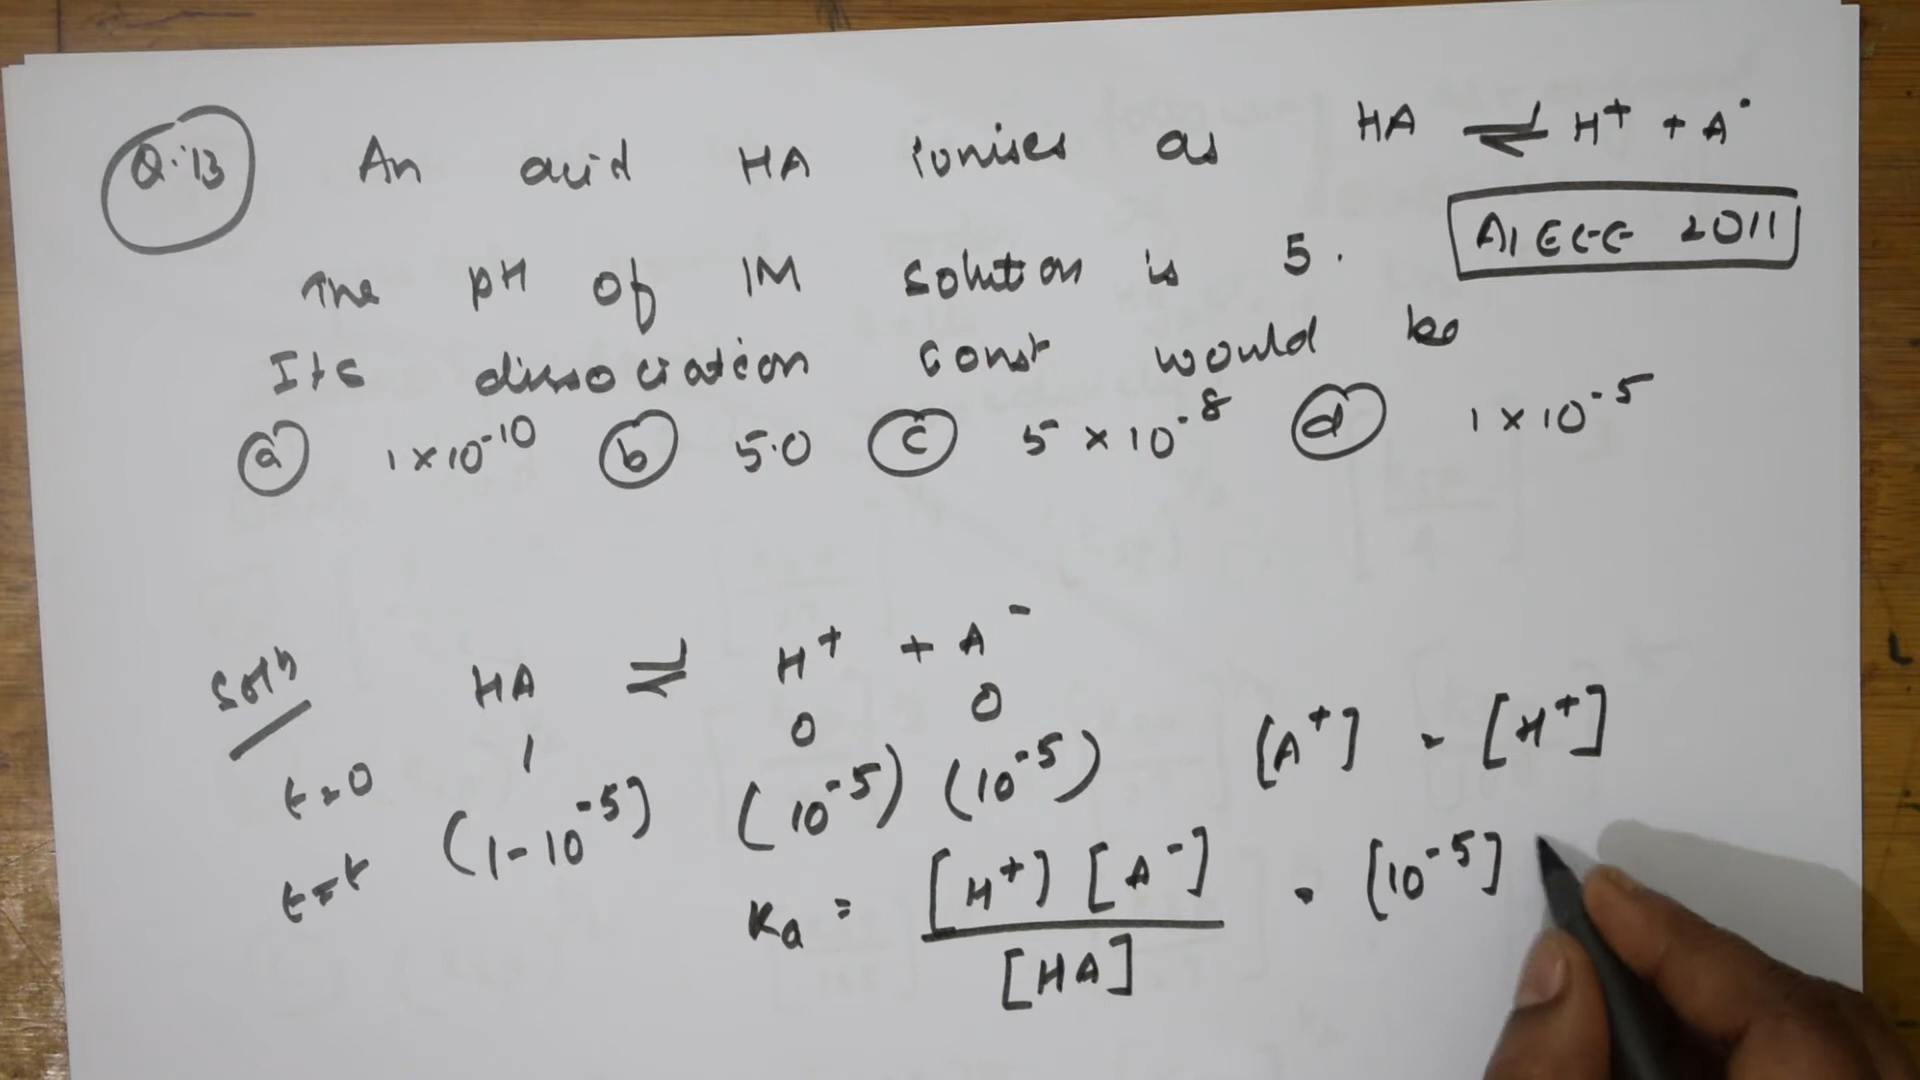 Q.13 An acid HA ionises as HA ⇌ H⁺ + A⁻
The pH of 1M solution is 5. AIEEE 2011
Its dissociation const would be
(a) 1×10⁻¹⁰ (b) 5.0 (c) 5×10⁻⁸ (d) 1×10⁻⁵
Soln HA ⇌ H⁺ + A⁻
t=0 1 0 0
t=t (1-10⁻⁵) (10⁻⁵) (10⁻⁵) [A⁺] = [H⁺]
Ka = [H⁺] [A⁻] / [HA] = [10⁻⁵]